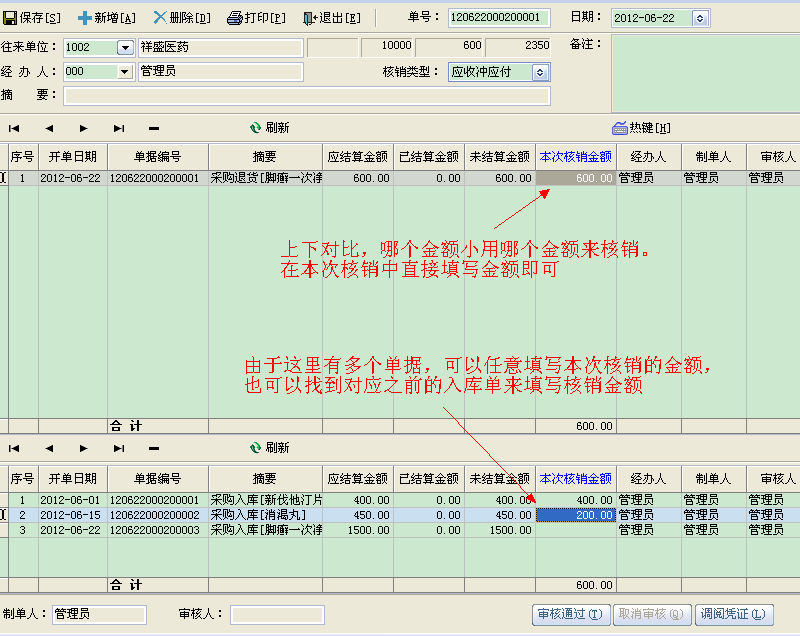 保存[S] 新增[A] 删除[D] 打印[P] 退出[E] 单号： 120622000200001 日期： 2012-06-22
往来单位： 1002 祥盛医药 10000 600 2350 备注：
经 办 人： 000 管理员 核销类型： 应收冲应付
摘 要：
刷新 热键[H]
序号 开单日期 单据编号 摘要 应结算金额 已结算金额 未结算金额 本次核销金额 经办人 制单人 审核人
1 2012-06-22 120622000200001 采购退货[脚癣一次净 600.00 0.00 600.00 600.00 管理员 管理员 管理员
上下对比，哪个金额小用哪个金额来核销。
在本次核销中直接填写金额即可
由于这里有多个单据，可以任意填写本次核销的金额，
也可以找到对应之前的入库单来填写核销金额
合 计 600.00
刷新
序号 开单日期 单据编号 摘要 应结算金额 已结算金额 未结算金额 本次核销金额 经办人 制单人 审核人
1 2012-06-01 120622000200001 采购入库[新伐他汀片 400.00 0.00 400.00 400.00 管理员 管理员 管理员
2 2012-06-15 120622000200002 采购入库[消渴丸] 450.00 0.00 450.00 200.00 管理员 管理员 管理员
3 2012-06-22 120622000200003 采购入库[脚癣一次净 1500.00 0.00 1500.00 管理员 管理员 管理员
合 计 600.00
制单人： 管理员 审核人： 审核通过(T) 取消审核(Q) 调阅凭证(L)